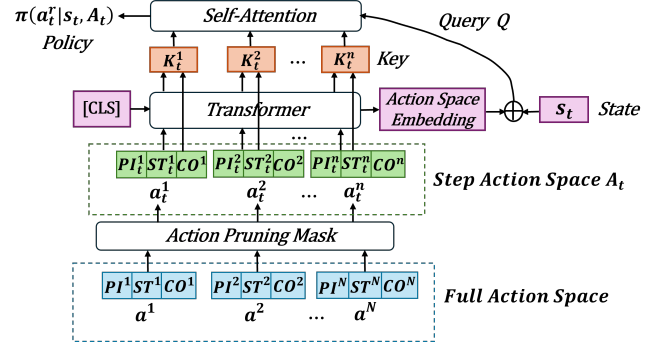 π(a_t^r|s_t, A_t)
Policy
Self-Attention
Query Q
K_t^1 K_t^2 ... K_t^n Key
[CLS] Transformer Action Space Embedding s_t State
...
PI_t^1 ST_t^1 CO^1 PI_t^2 ST_t^2 CO^2 PI_t^n ST_t^n CO^n
a_t^1 a_t^2 ... a_t^n
Step Action Space A_t
Action Pruning Mask
PI^1 ST^1 CO^1 PI^2 ST^2 CO^2 PI^N ST^N CO^N
a^1 a^2 ... a^N
Full Action Space